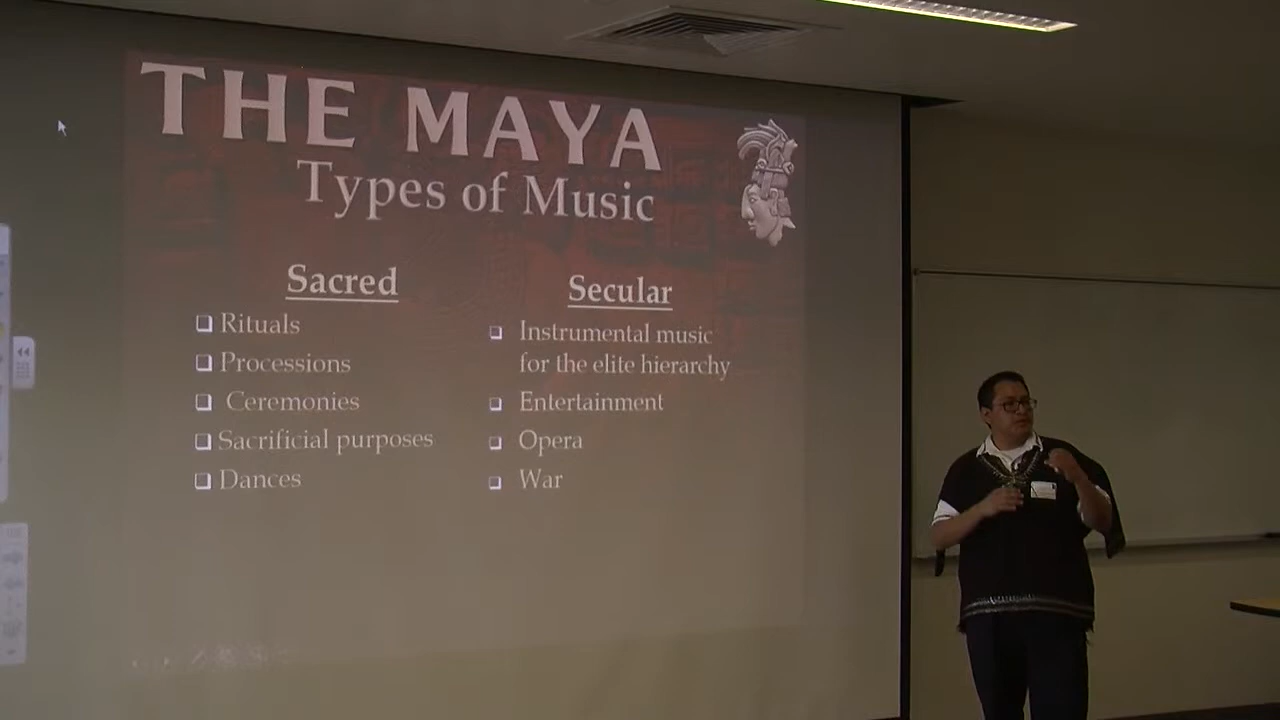 THE MAYA
Types of Music
Sacred
Rituals
Processions
Ceremonies
Sacrificial purposes
Dances
Secular
Instrumental music
for the elite hierarchy
Entertainment
Opera
War